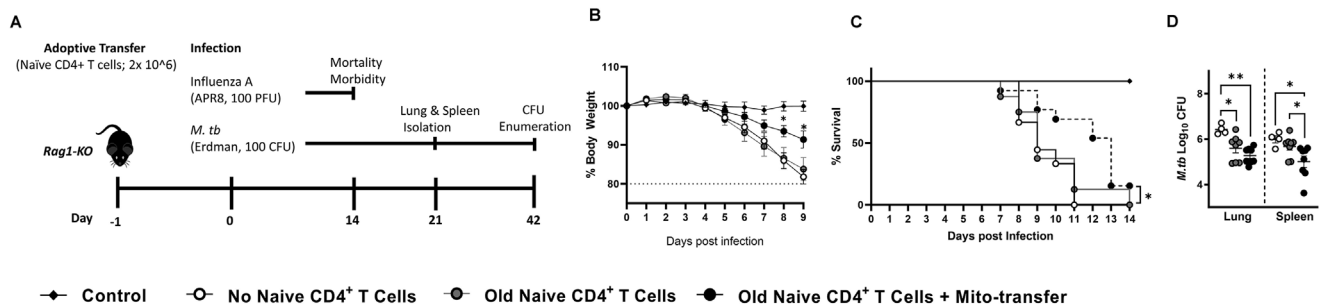 A
Adoptive Transfer
(Naïve CD4+ T cells; 2x 10^6)
Infection
Influenza A
(APR8, 100 PFU)
Mortality
Morbidity
M. tb
(Erdman, 100 CFU)
Lung & Spleen
Isolation
CFU
Enumeration
Rag1-KO
Day
-1 0 14 21 42
B
% Body Weight
100
90
80
* *
0 1 2 3 4 5 6 7 8 9
Days post infection
C
% Survival
100
50
0
*
0 1 2 3 4 5 6 7 8 9 10 11 12 13 14
Days post Infection
D
M.tb Log10 CFU
8
6
4
** *
* *
Lung Spleen
Control No Naive CD4+ T Cells Old Naive CD4+ T Cells Old Naive CD4+ T Cells + Mito-transfer